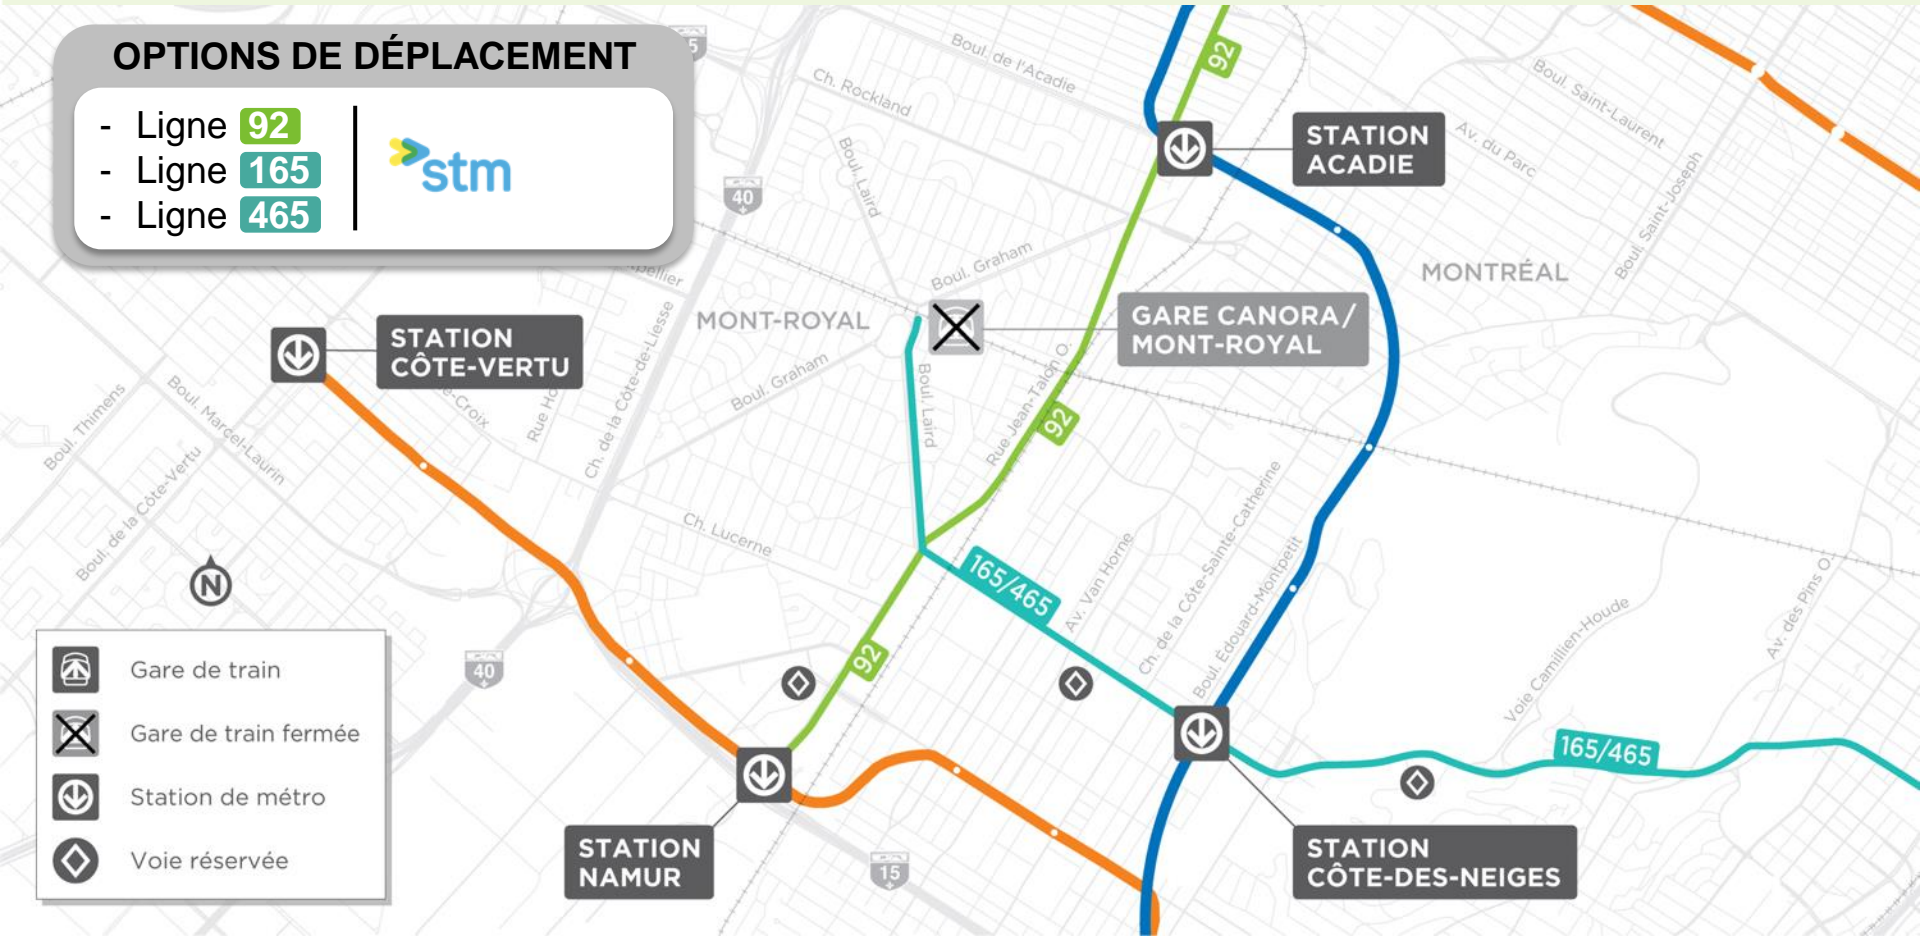 OPTIONS DE DÉPLACEMENT
- Ligne 92
- Ligne 165
- Ligne 465
stm
5
92
Boul. de l'Acadie
Ch. Rockland
Boul. Saint-Laurent
STATION
ACADIE
Av. du Parc
Boul. Laird
40
Boul. Saint-Joseph
Boul. Graham
MONTRÉAL
MONT-ROYAL
GARE CANORA/
MONT-ROYAL
STATION
CÔTE-VERTU
Ch. de la Côte-de-Liesse
Boul. Graham
Boul. Laird
Rue Jean-Talon O.
92
Boul. Thimens
Boul. Marcel-Laurin
e-Croix
Boul. de la Côte-Vertu
Ch. Lucerne
Ch. de la Côte-Sainte-Catherine
Av. Van Horne
Boul. Édouard-Montpetit
165/465
Av. des Pins O.
Voie Camillien-Houde
N
92
40
Gare de train
Gare de train fermée
Station de métro
Voie réservée
165/465
STATION
NAMUR
15
STATION
CÔTE-DES-NEIGES